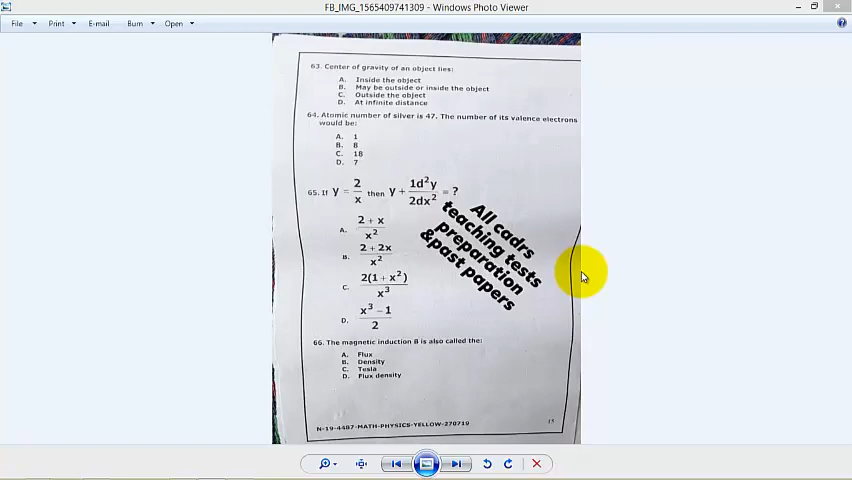 FB_IMG_1565409741309 - Windows Photo Viewer
File Print E-mail Burn Open
63. Center of gravity of an object lies:
A. Inside the object
B. May be outside or inside the object
C. Outside the object
D. At infinite distance
64. Atomic number of silver is 47. The number of its valence electrons
would be:
A. 1
B. 8
C. 18
D. 7
65. If y = 2/x then y + 1d²y/2dx² = ?
A. 2 + x / x²
B. 2 + 2x / x²
C. 2(1 + x²) / x³
D. x³ − 1 / 2
66. The magnetic induction B is also called the:
A. Flux
B. Density
C. Tesla
D. Flux density
N-19-4487-MATH-PHYSICS-YELLOW-270719
15
All cadrs
teaching tests
preparation
&past papers